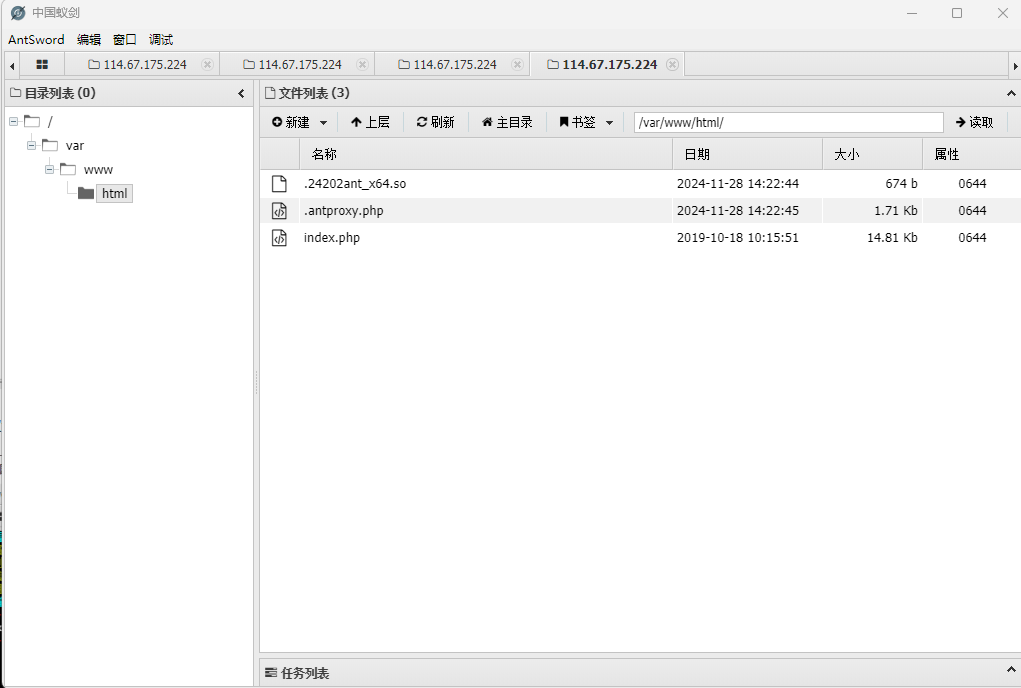 中国蚁剑
AntSword 编辑 窗口 调试
114.67.175.224 114.67.175.224 114.67.175.224 114.67.175.224
目录列表 (0)
/
var
www
html
文件列表 (3)
新建 上层 刷新 主目录 书签 /var/www/html/ 读取
名称 日期 大小 属性
.24202ant_x64.so 2024-11-28 14:22:44 674 b 0644
.antproxy.php 2024-11-28 14:22:45 1.71 Kb 0644
index.php 2019-10-18 10:15:51 14.81 Kb 0644
任务列表